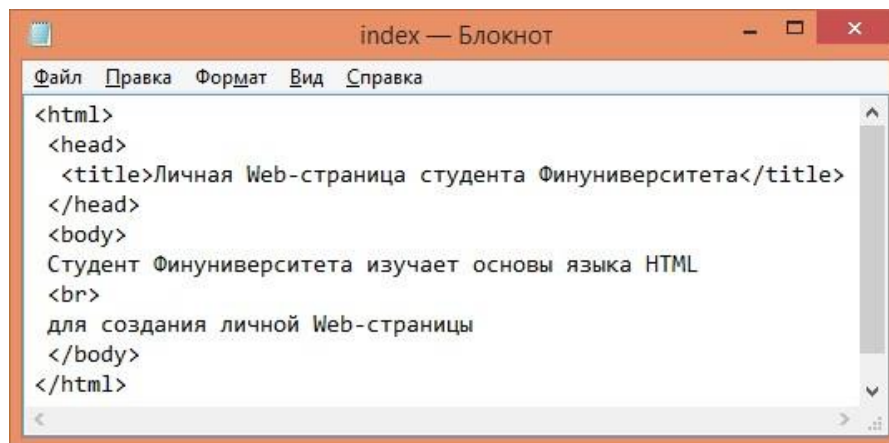 index — Блокнот
Файл Правка Формат Вид Справка
<html>
<head>
<title>Личная Web-страница студента Финуниверситета</title>
</head>
<body>
Студент Финуниверситета изучает основы языка HTML
<br>
для создания личной Web-страницы
</body>
</html>